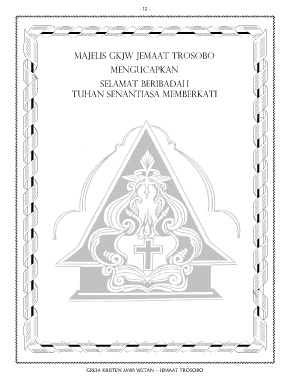 - 12 -
MAJELIS GKJW JEMAAT TROSOBO
MENGUCAPKAN
SELAMAT BERIBADAH
TUHAN SENANTIASA MEMBERKATI
GREJA KRISTEN JAWI WETAN – JEMAAT TROSOBO